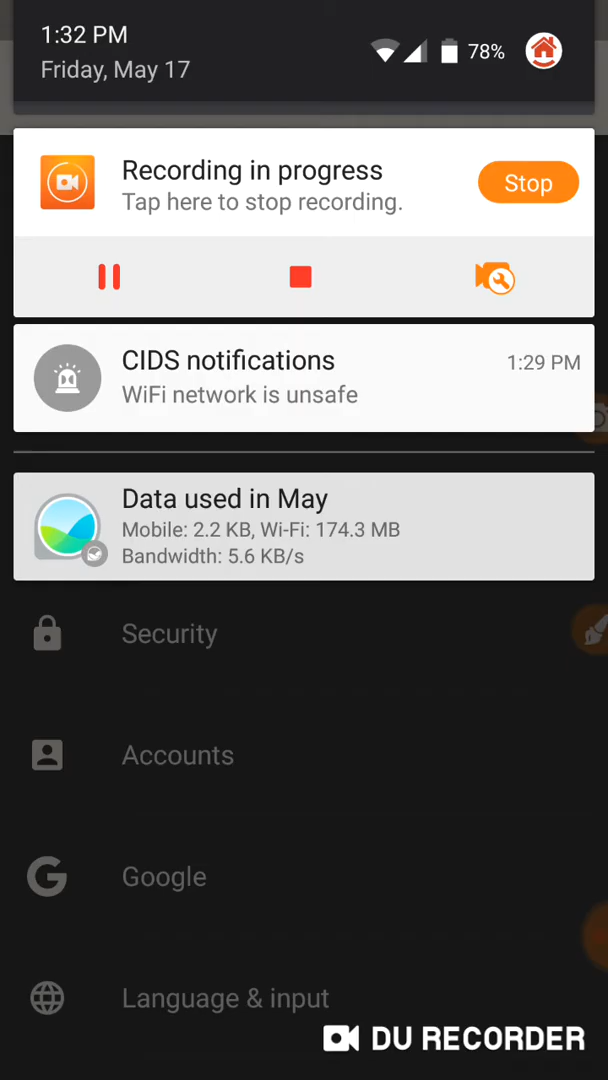 1:32 PM
Friday, May 17
78%
Recording in progress
Tap here to stop recording.
Stop
CIDS notifications
1:29 PM
WiFi network is unsafe
Data used in May
Mobile: 2.2 KB, Wi-Fi: 174.3 MB
Bandwidth: 5.6 KB/s
Security
Accounts
Google
Language & input
DU RECORDER